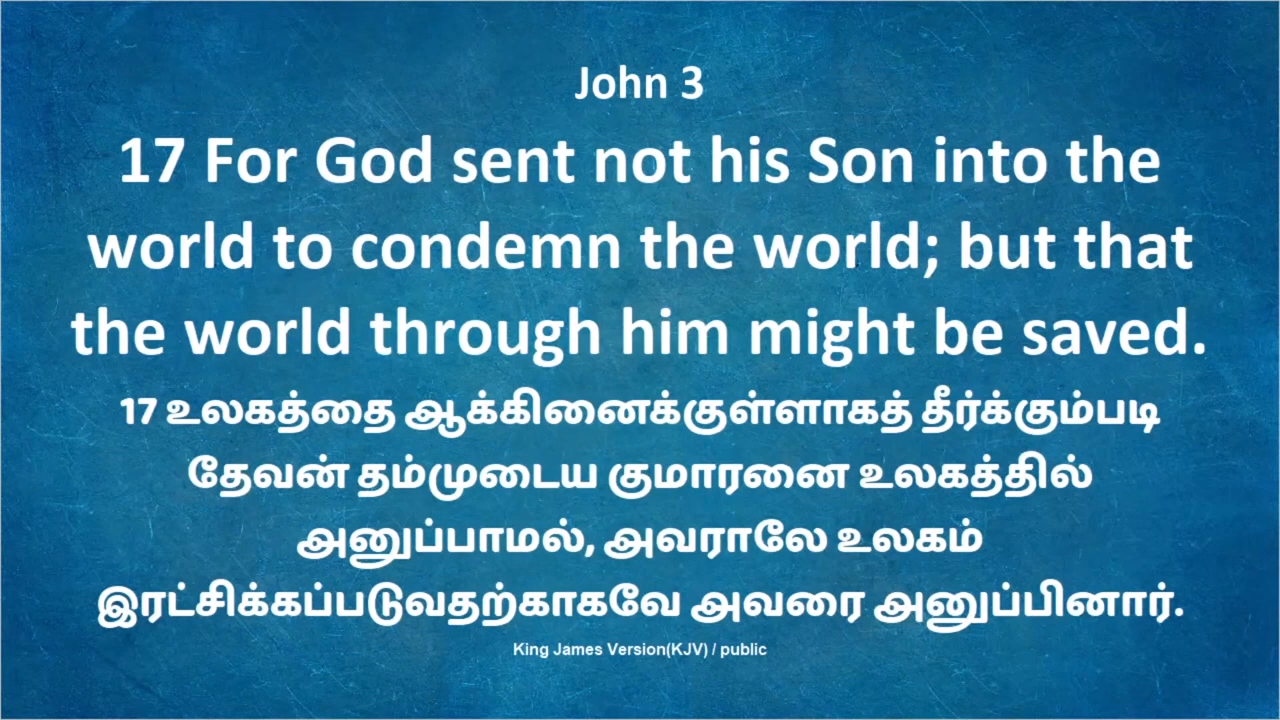 John 3
17 For God sent not his Son into the
world to condemn the world; but that
the world through him might be saved.
17 உலகத்தை ஆக்கினைக்குள்ளாகத் தீர்க்கும்படி
தேவன் தம்முடைய குமாரனை உலகத்தில்
அனுப்பாமல், அவராலே உலகம்
இரட்சிக்கப்படுவதற்காகவே அவரை அனுப்பினார்.
King James Version(KJV) / public